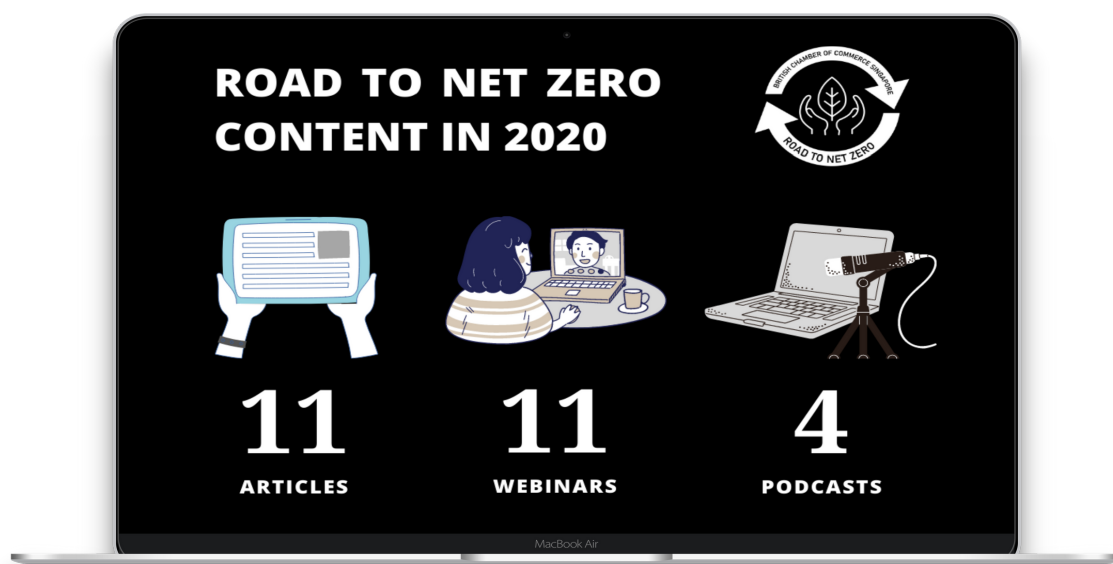 ROAD TO NET ZERO
CONTENT IN 2020
BRITISH CHAMBER OF COMMERCE SINGAPORE
ROAD TO NET ZERO
11
11
4
ARTICLES
WEBINARS
PODCASTS
MacBook Air